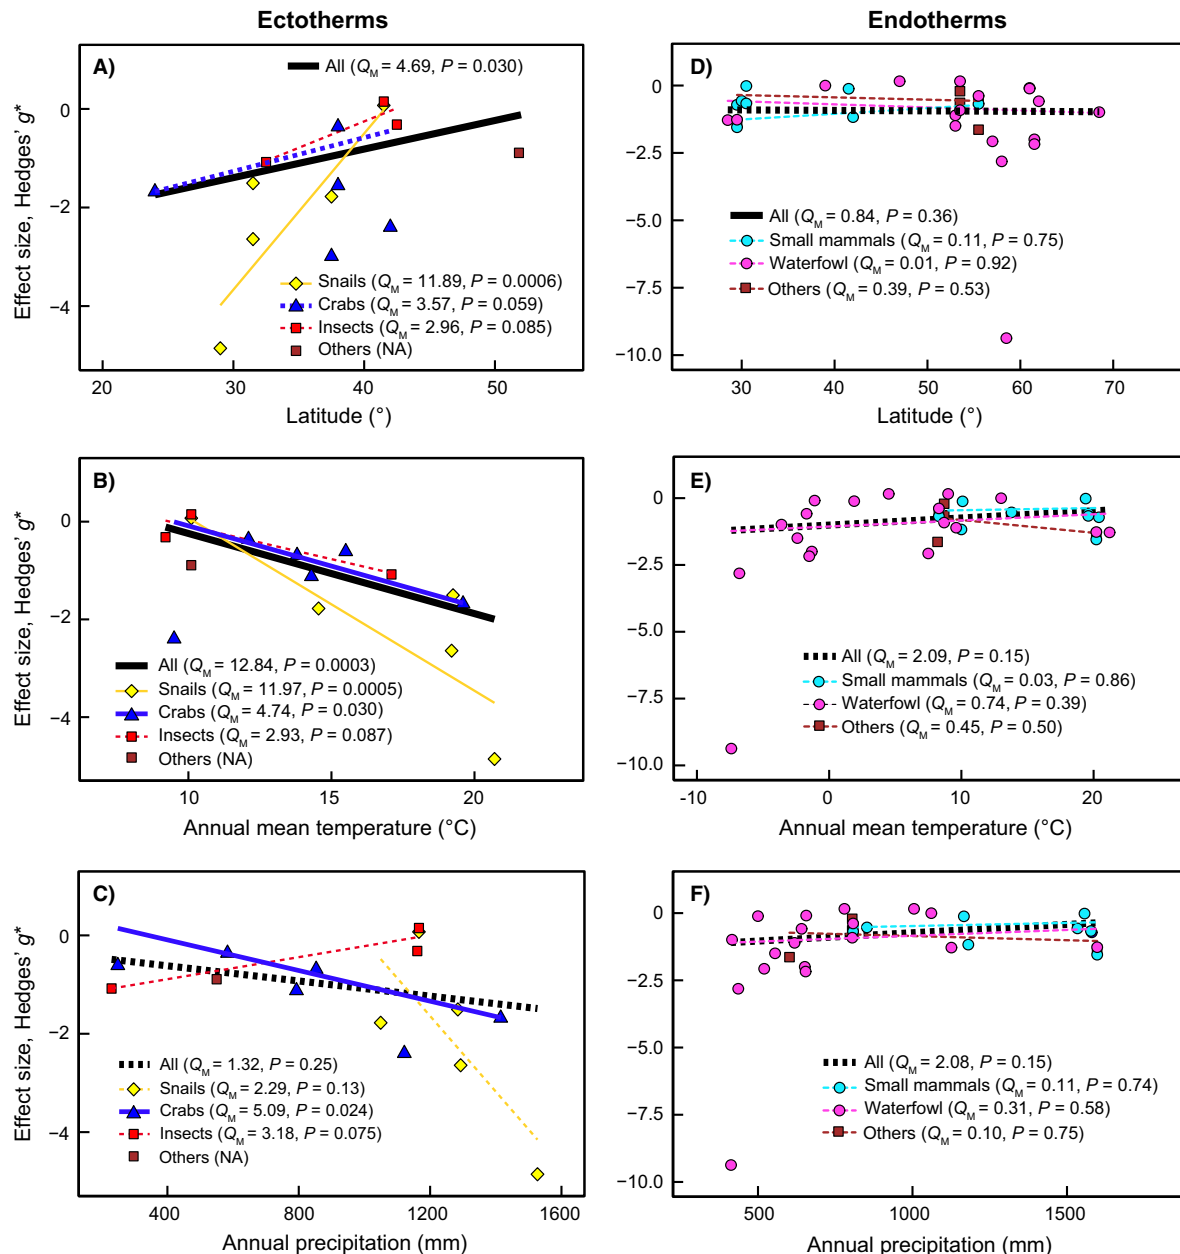 Ectotherms
Endotherms
A)
All (QM = 4.69, P = 0.030)
0
−2
−4
Effect size, Hedges' g*
Snails (QM = 11.89, P = 0.0006)
Crabs (QM = 3.57, P = 0.059)
Insects (QM = 2.96, P = 0.085)
Others (NA)
20 30 40 50
Latitude (°)
D)
0
−2.5
−5.0
−7.5
−10.0
All (QM = 0.84, P = 0.36)
Small mammals (QM = 0.11, P = 0.75)
Waterfowl (QM = 0.01, P = 0.92)
Others (QM = 0.39, P = 0.53)
30 40 50 60 70
Latitude (°)
B)
0
−2
−4
Effect size, Hedges' g*
All (QM = 12.84, P = 0.0003)
Snails (QM = 11.97, P = 0.0005)
Crabs (QM = 4.74, P = 0.030)
Insects (QM = 2.93, P = 0.087)
Others (NA)
10 15 20
Annual mean temperature (°C)
E)
0
−2.5
−5.0
−7.5
−10.0
All (QM = 2.09, P = 0.15)
Small mammals (QM = 0.03, P = 0.86)
Waterfowl (QM = 0.74, P = 0.39)
Others (QM = 0.45, P = 0.50)
-10 0 10 20
Annual mean temperature (°C)
C)
0
−2
−4
Effect size, Hedges' g*
All (QM = 1.32, P = 0.25)
Snails (QM = 2.29, P = 0.13)
Crabs (QM = 5.09, P = 0.024)
Insects (QM = 3.18, P = 0.075)
Others (NA)
400 800 1200 1600
Annual precipitation (mm)
F)
0
−2.5
−5.0
−7.5
−10.0
All (QM = 2.08, P = 0.15)
Small mammals (QM = 0.11, P = 0.74)
Waterfowl (QM = 0.31, P = 0.58)
Others (QM = 0.10, P = 0.75)
500 1000 1500
Annual precipitation (mm)